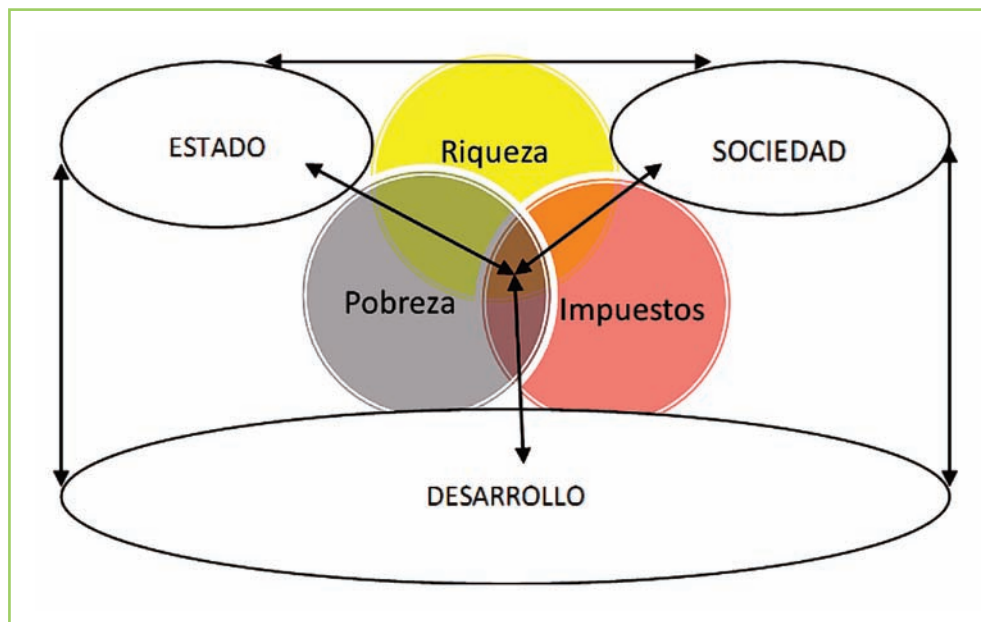 ESTADO
Riqueza
SOCIEDAD
Pobreza
Impuestos
DESARROLLO